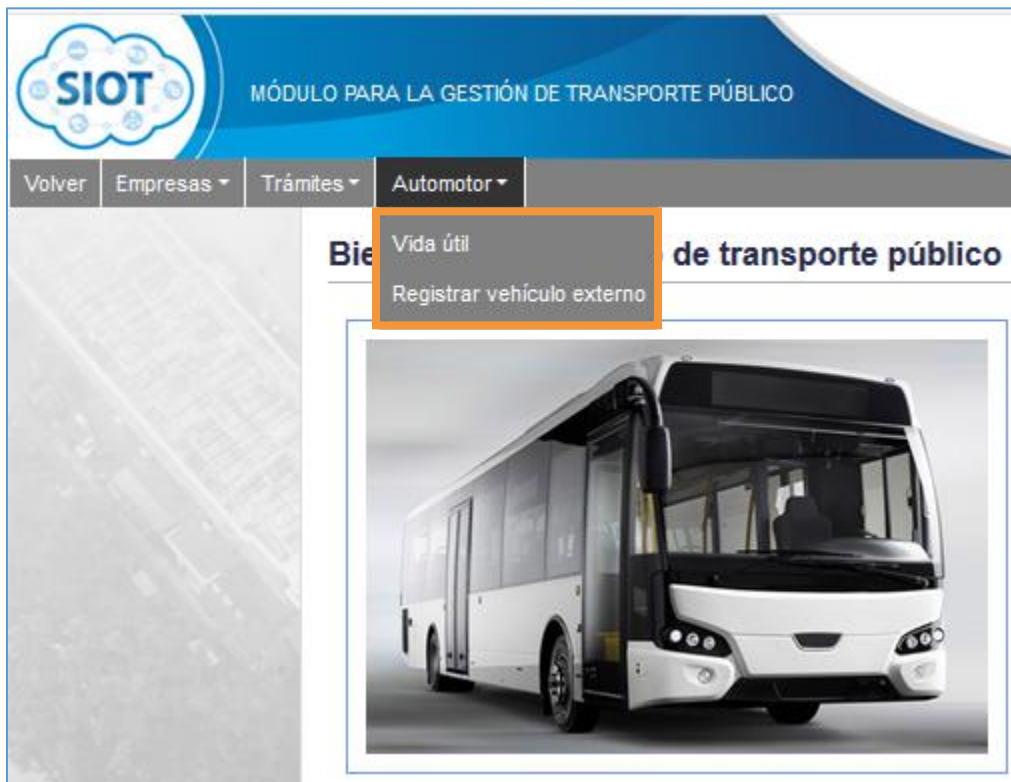 SIOT
MÓDULO PARA LA GESTIÓN DE TRANSPORTE PÚBLICO
Volver Empresas Trámites Automotor
Vida útil
Registrar vehículo externo
Bie de transporte público